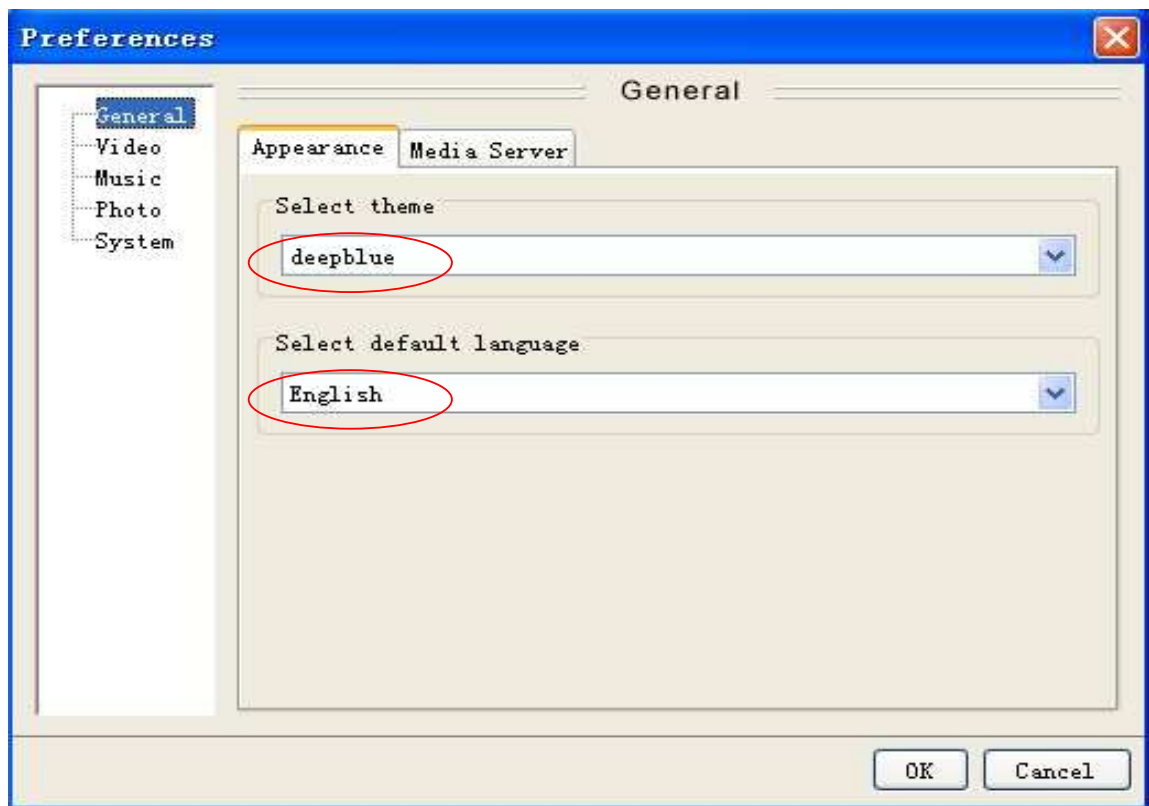 Preferences
General
Video
Music
Photo
System
General
Appearance Media Server
Select theme
deepblue
Select default language
English
OK Cancel